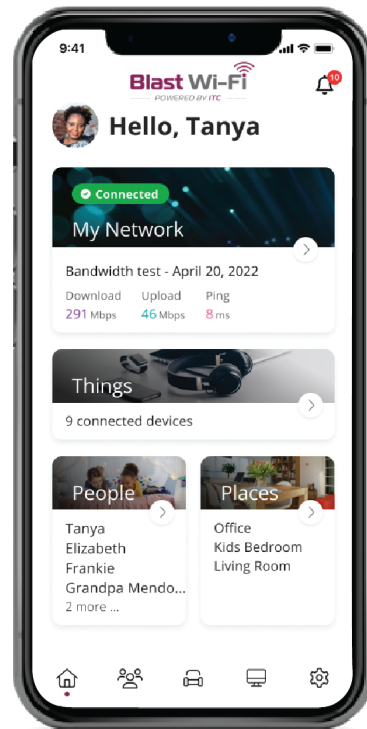 9:41
Blast Wi-Fi
POWERED BY ITC
10
Hello, Tanya
Connected
My Network
Bandwidth test - April 20, 2022
Download Upload Ping
291 Mbps 46 Mbps 8 ms
Things
9 connected devices
People
Tanya
Elizabeth
Frankie
Grandpa Mendo...
2 more ...
Places
Office
Kids Bedroom
Living Room